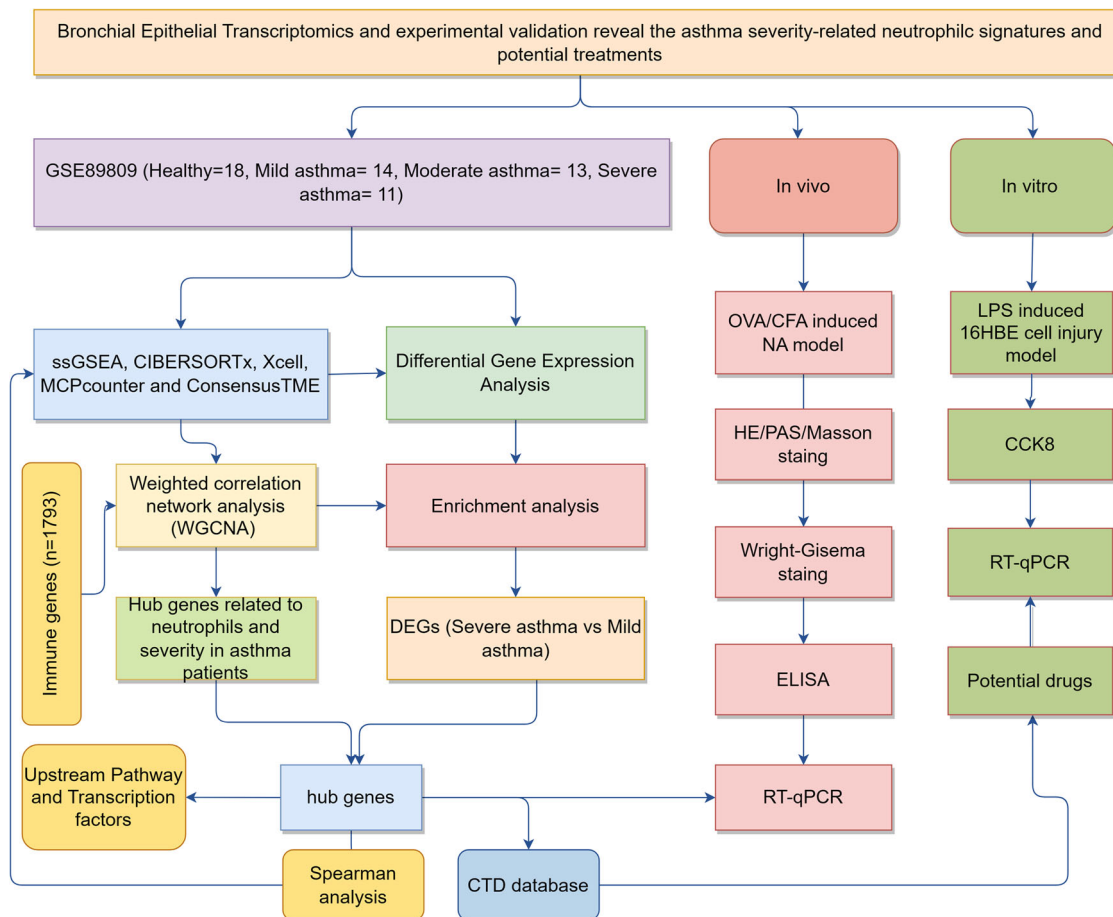 Bronchial Epithelial Transcriptomics and experimental validation reveal the asthma severity-related neutrophilc signatures and
potential treatments
GSE89809 (Healthy=18, Mild asthma= 14, Moderate asthma= 13, Severe
asthma= 11)
In vivo
In vitro
ssGSEA, CIBERSORTx, Xcell,
MCPcounter and ConsensusTME
Differential Gene Expression
Analysis
OVA/CFA induced
NA model
LPS induced
16HBE cell injury
model
Immune genes (n=1793)
Weighted correlation
network analysis
(WGCNA)
Enrichment analysis
HE/PAS/Masson
staing
CCK8
Wright-Gisema
staing
RT-qPCR
Hub genes related to
neutrophils and
severity in asthma
patients
DEGs (Severe asthma vs Mild
asthma)
ELISA
Potential drugs
Upstream Pathway
and Transcription
factors
hub genes
RT-qPCR
Spearman
analysis
CTD database